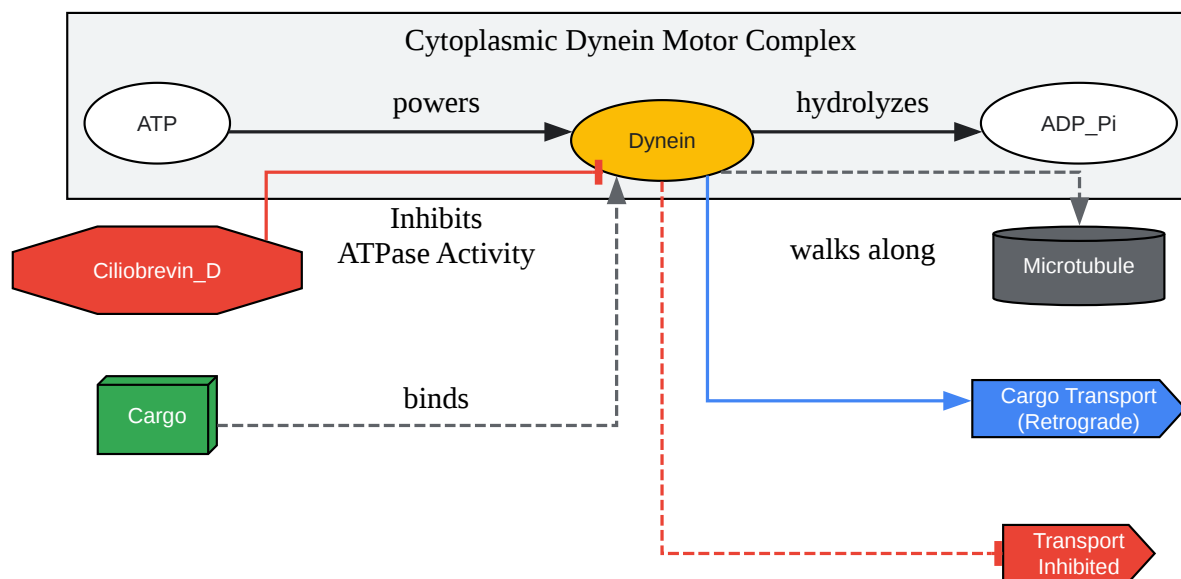 Cytoplasmic Dynein Motor Complex
powers
hydrolyzes
ATP
Dynein
ADP_Pi
Inhibits
ATPase Activity
walks along
Ciliobrevin_D
Microtubule
Cargo
binds
Cargo Transport
(Retrograde)
Transport
Inhibited